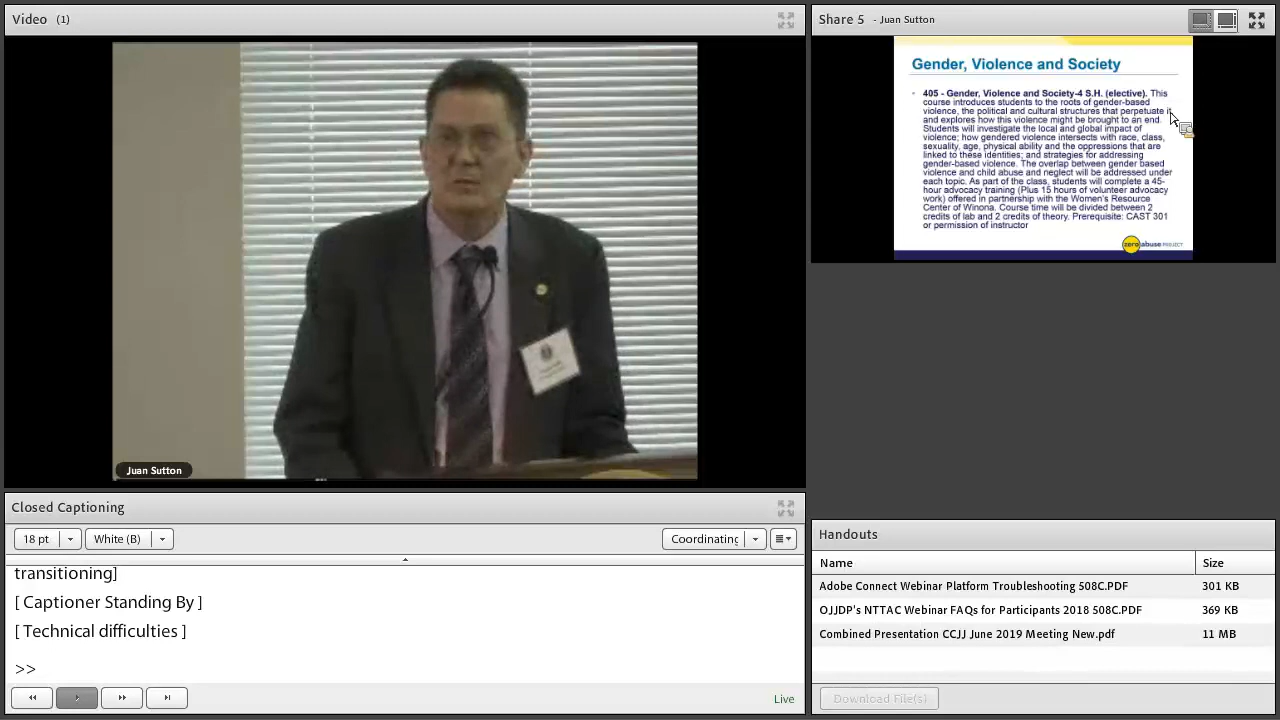 Video (1)
Juan Sutton
Share 5 - Juan Sutton
Gender, Violence and Society
405 - Gender, Violence and Society-4 S.H. (elective). This
course introduces students to the roots of gender-based
violence, the political and cultural structures that perpetuate it
and explores how this violence might be brought to an end.
Students will investigate the local and global impact of
violence; how gendered violence intersects with race, class,
sexuality, age, physical ability and the oppressions that are
linked to these identities; and strategies for addressing
gender-based violence. The overlap between gender based
violence and child abuse and neglect will be addressed under
each topic. As part of the class, students will complete a 45-
hour advocacy training (Plus 15 hours of volunteer advocacy
work) offered in partnership with the Women's Resource
Center of Winona. Course time will be divided between 2
credits of lab and 2 credits of theory. Prerequisite: CAST 301
or permission of instructor
zeroabuse PROJECT
Closed Captioning
18 pt White (B) Coordinating
transitioning]
[ Captioner Standing By ]
[ Technical difficulties ]
>>
Live
Handouts
Name Size
Adobe Connect Webinar Platform Troubleshooting 508C.PDF 301 KB
OJJDP's NTTAC Webinar FAQs for Participants 2018 508C.PDF 369 KB
Combined Presentation CCJJ June 2019 Meeting New.pdf 11 MB
Download File(s)